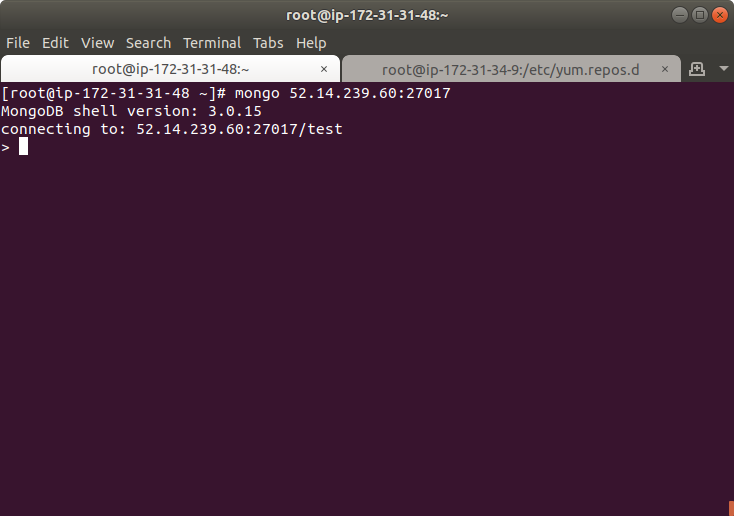 root@ip-172-31-31-48:~
File Edit View Search Terminal Tabs Help
root@ip-172-31-31-48:~ × root@ip-172-31-34-9:/etc/yum.repos.d ×
[root@ip-172-31-31-48 ~]# mongo 52.14.239.60:27017
MongoDB shell version: 3.0.15
connecting to: 52.14.239.60:27017/test
>